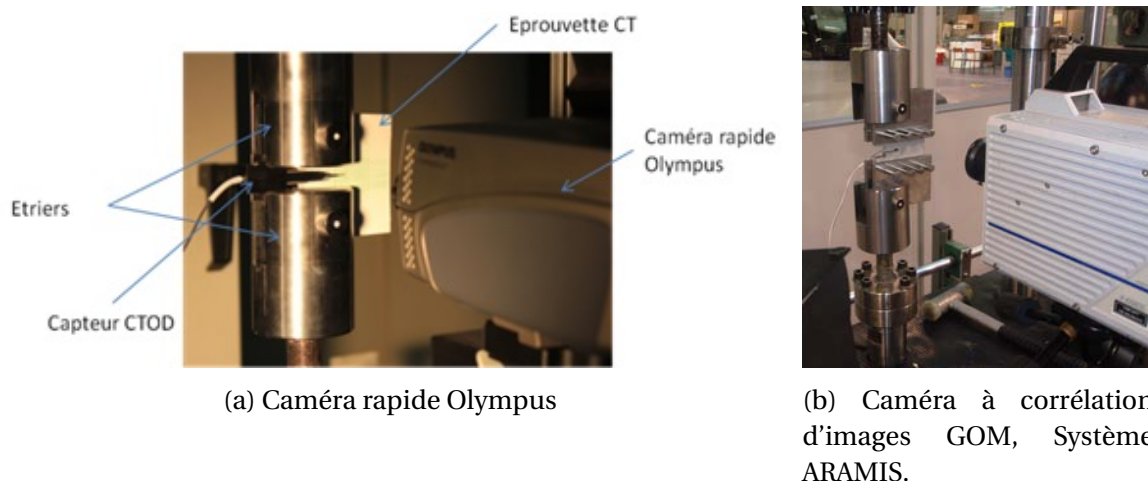 Eprouvette CT
Caméra rapide
Olympus
Etriers
Capteur CTOD
OLYMPUS
(a) Caméra rapide Olympus
(b) Caméra à corrélation
d'images GOM, Système
ARAMIS.